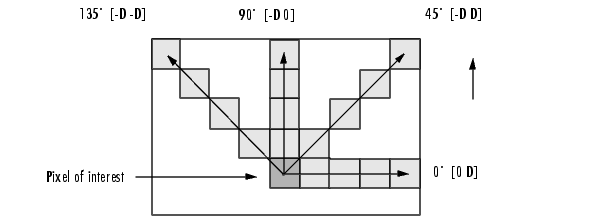 135° [-D -D]
90° [-D 0]
45° [-D D]
0° [0 D]
Pixel of interest